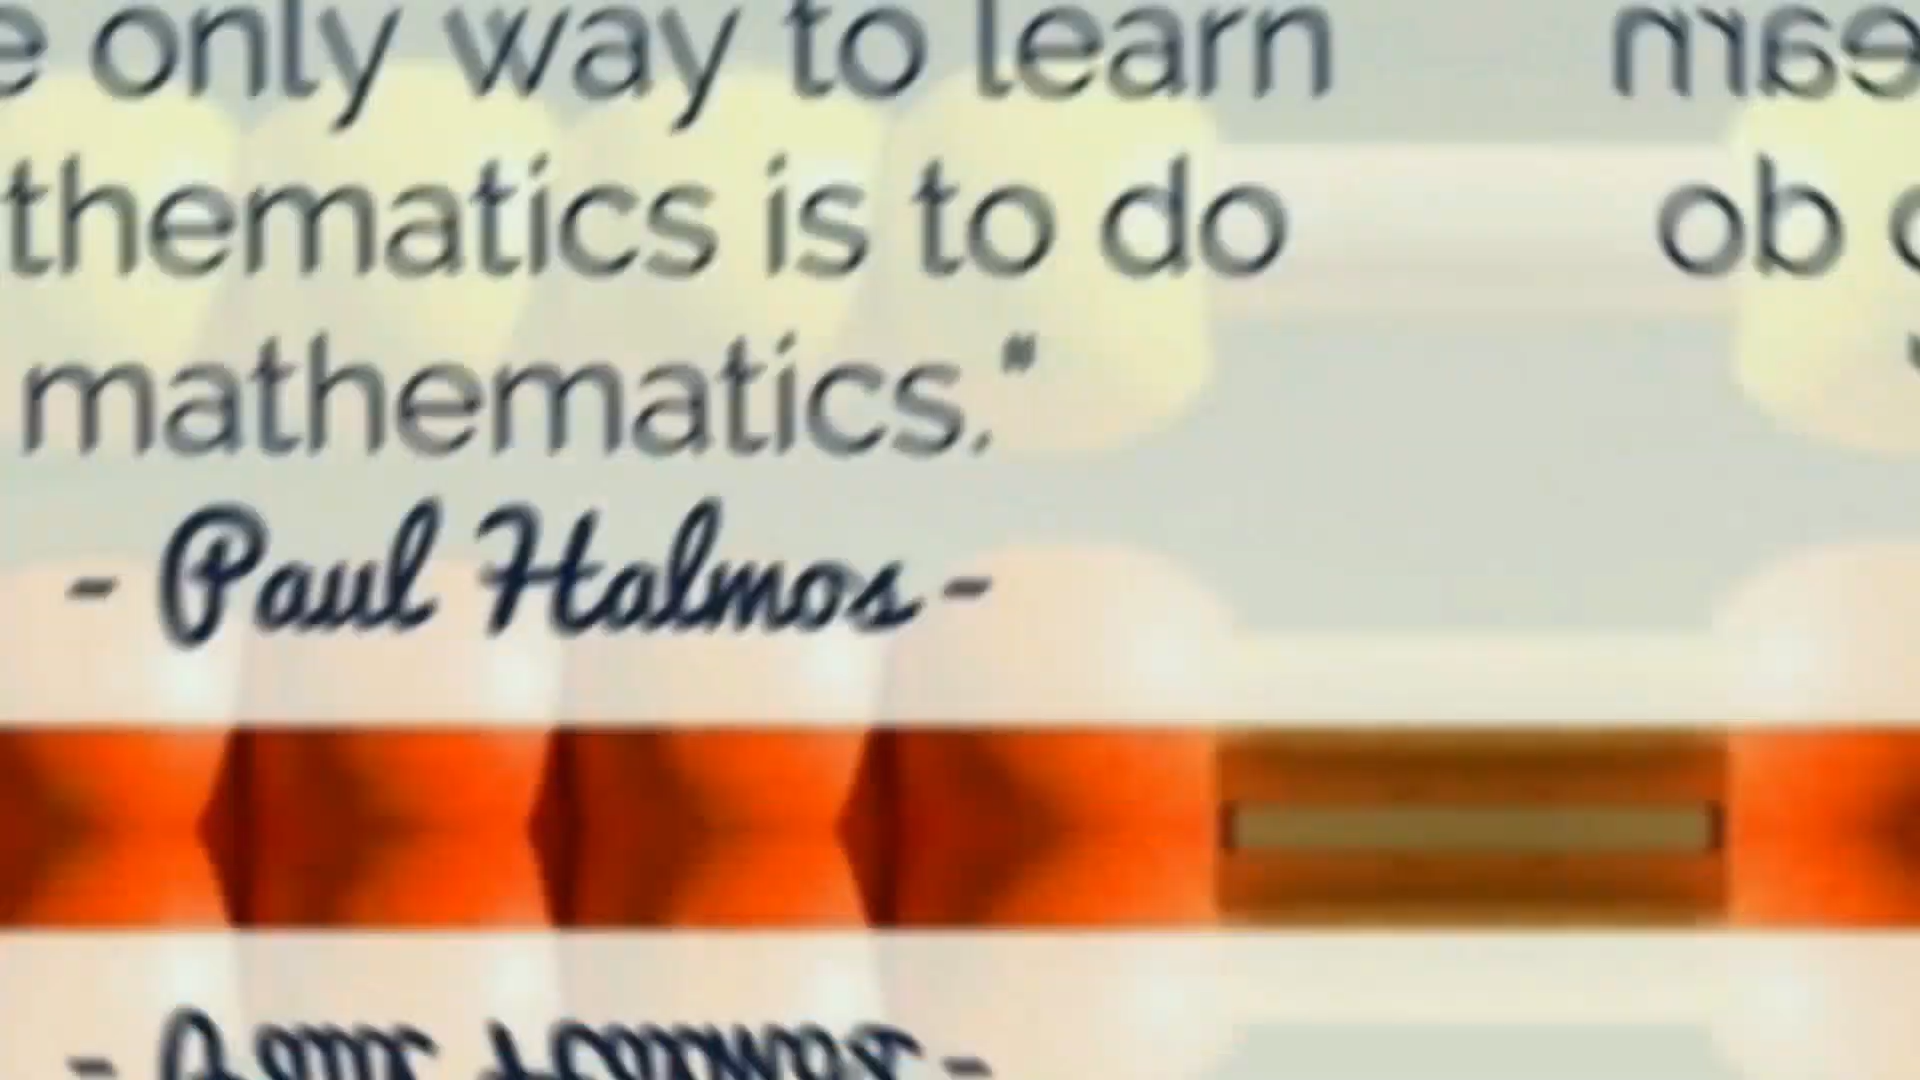 e only way to learn
thematics is to do
mathematics."
- Paul Halmos -